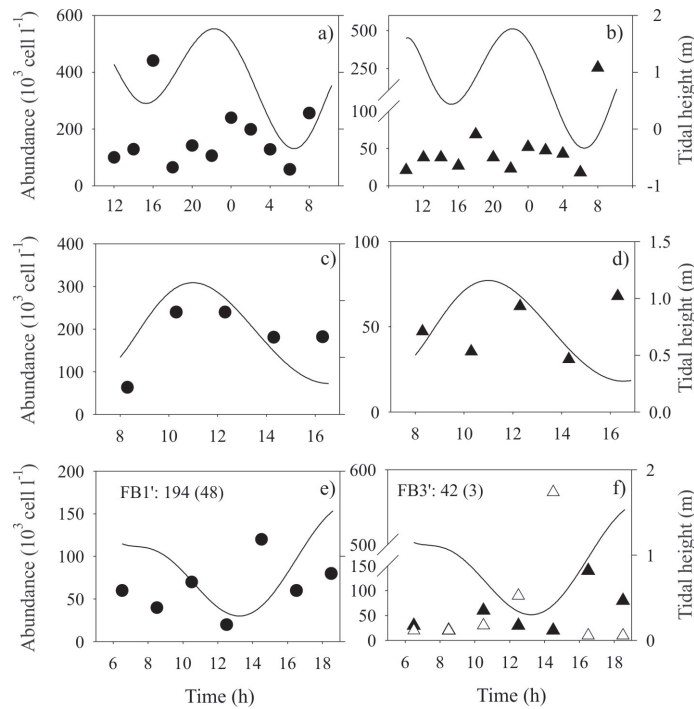 a)
b)
Abundance (10³ cell l⁻¹)
600
400
200
0
12 16 20 0 4 8
500
250
100
50
0
12 16 20 0 4 8
2
1
0
-1
Tidal height (m)
c)
d)
Abundance (10³ cell l⁻¹)
400
300
200
100
0
8 10 12 14 16
100
50
0
8 10 12 14 16
1.5
1.0
0.5
0.0
Tidal height (m)
e)
f)
FB1': 194 (48)
FB3': 42 (3)
Abundance (10³ cell l⁻¹)
200
150
100
50
0
6 8 10 12 14 16 18
Time (h)
600
500
150
100
50
0
6 8 10 12 14 16 18
Time (h)
2
1
0
Tidal height (m)